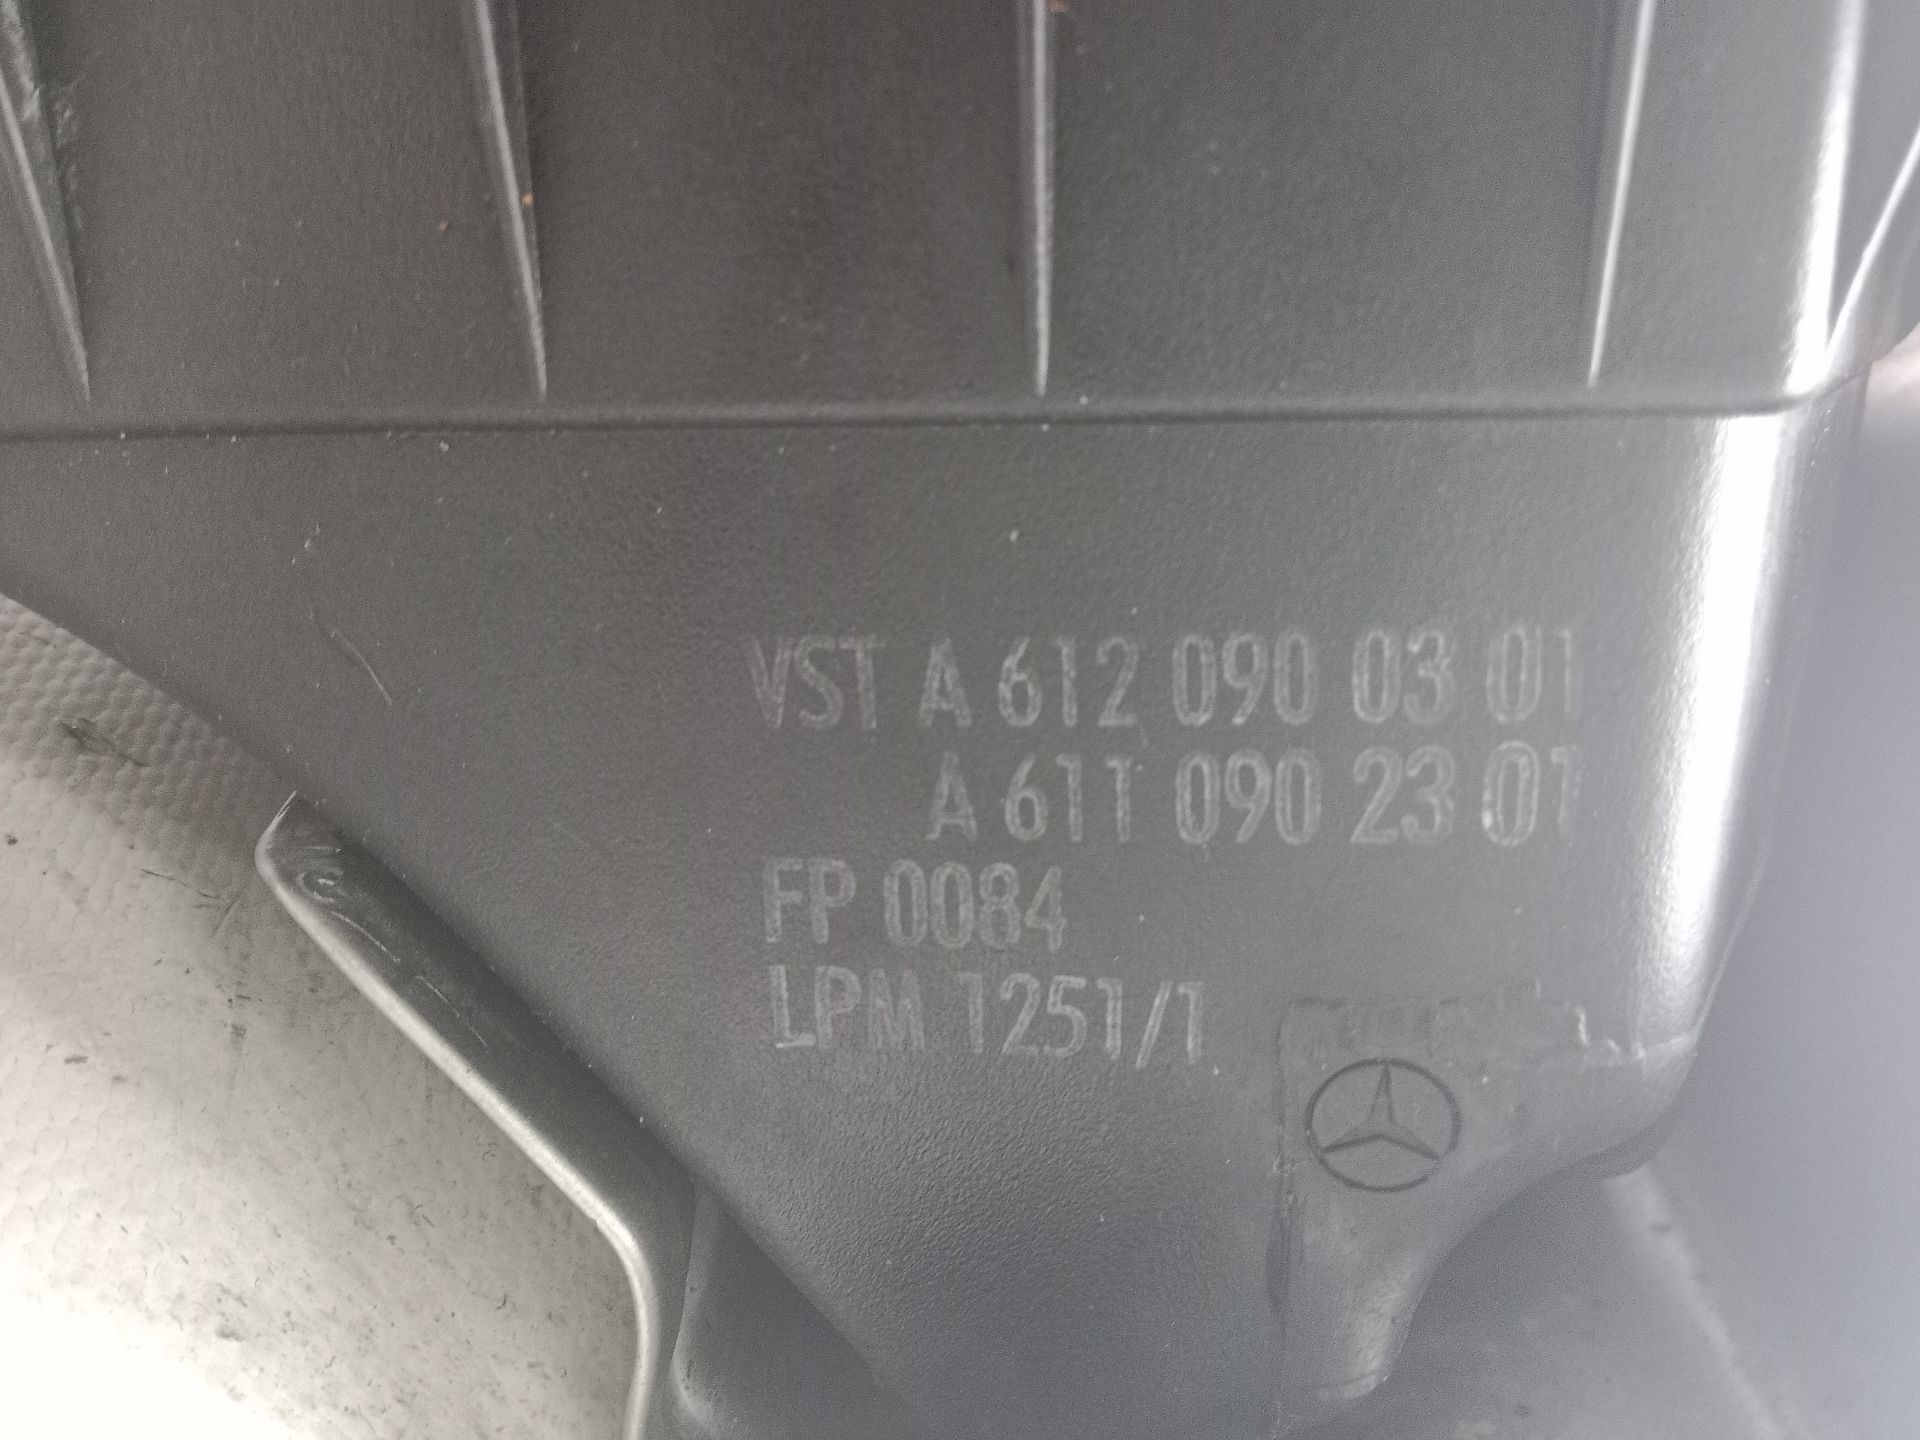 VST A 612 090 03 01
A 611 090 23 01
FP 0084
LPM 1251/1